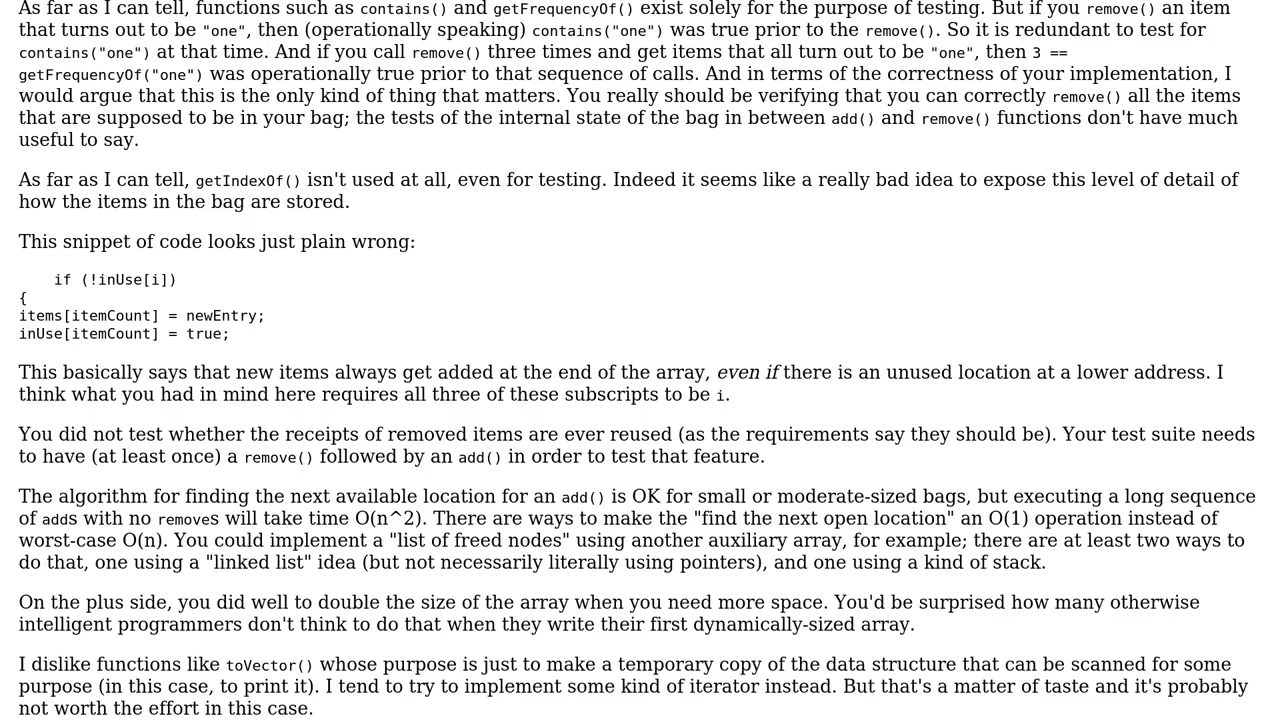 As far as I can tell, functions such as contains() and getFrequencyOf() exist solely for the purpose of testing. But if you remove() an item
that turns out to be "one", then (operationally speaking) contains("one") was true prior to the remove(). So it is redundant to test for
contains("one") at that time. And if you call remove() three times and get items that all turn out to be "one", then 3 ==
getFrequencyOf("one") was operationally true prior to that sequence of calls. And in terms of the correctness of your implementation, I
would argue that this is the only kind of thing that matters. You really should be verifying that you can correctly remove() all the items
that are supposed to be in your bag; the tests of the internal state of the bag in between add() and remove() functions don't have much
useful to say.
As far as I can tell, getIndexOf() isn't used at all, even for testing. Indeed it seems like a really bad idea to expose this level of detail of
how the items in the bag are stored.
This snippet of code looks just plain wrong:
if (!inUse[i])
{
items[itemCount] = newEntry;
inUse[itemCount] = true;
This basically says that new items always get added at the end of the array, even if there is an unused location at a lower address. I
think what you had in mind here requires all three of these subscripts to be i.
You did not test whether the receipts of removed items are ever reused (as the requirements say they should be). Your test suite needs
to have (at least once) a remove() followed by an add() in order to test that feature.
The algorithm for finding the next available location for an add() is OK for small or moderate-sized bags, but executing a long sequence
of adds with no removes will take time O(n^2). There are ways to make the "find the next open location" an O(1) operation instead of
worst-case O(n). You could implement a "list of freed nodes" using another auxiliary array, for example; there are at least two ways to
do that, one using a "linked list" idea (but not necessarily literally using pointers), and one using a kind of stack.
On the plus side, you did well to double the size of the array when you need more space. You'd be surprised how many otherwise
intelligent programmers don't think to do that when they write their first dynamically-sized array.
I dislike functions like toVector() whose purpose is just to make a temporary copy of the data structure that can be scanned for some
purpose (in this case, to print it). I tend to try to implement some kind of iterator instead. But that's a matter of taste and it's probably
not worth the effort in this case.